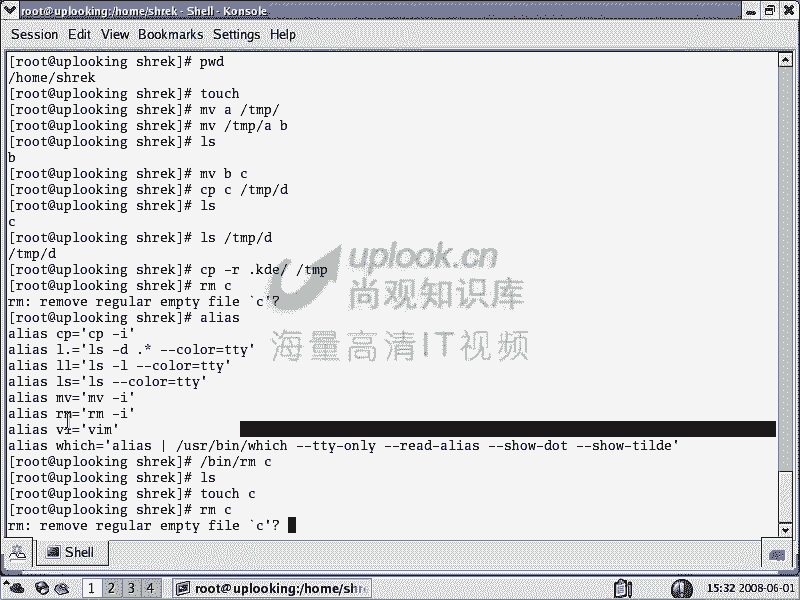 root@uplooking:/home/shrek - Shell - Konsole
Session Edit View Bookmarks Settings Help
[root@uplooking shrek]# pwd
/home/shrek
[root@uplooking shrek]# touch
[root@uplooking shrek]# mv a /tmp/
[root@uplooking shrek]# mv /tmp/a b
[root@uplooking shrek]# ls
b
[root@uplooking shrek]# mv b c
[root@uplooking shrek]# cp c /tmp/d
[root@uplooking shrek]# ls
c
[root@uplooking shrek]# ls /tmp/d
/tmp/d
[root@uplooking shrek]# cp -r .kde/ /tmp
[root@uplooking shrek]# rm c
rm: remove regular empty file `c'?
[root@uplooking shrek]# alias
alias cp='cp -i'
alias l.='ls -d .* --color=tty'
alias ll='ls -l --color=tty'
alias ls='ls --color=tty'
alias mv='mv -i'
alias rm='rm -i'
alias vi='vim'
alias which='alias | /usr/bin/which --tty-only --read-alias --show-dot --show-tilde'
[root@uplooking shrek]# /bin/rm c
[root@uplooking shrek]# ls
[root@uplooking shrek]# touch c
[root@uplooking shrek]# rm c
rm: remove regular empty file `c'?
uplook.cn
尚观知识库
海量高清IT视频
Shell
1 2 3 4
root@uplooking:/home/shre
15:32 2008-06-01